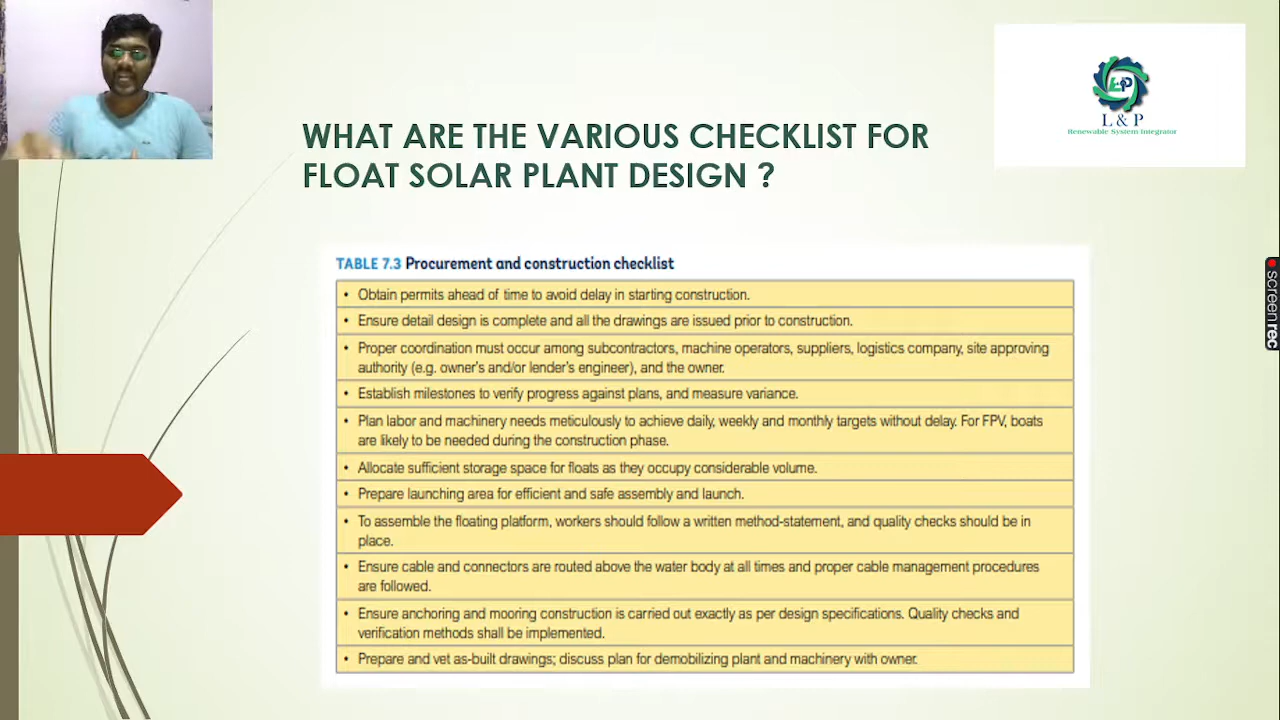 L&P
L & P
Renewable System Integrator
WHAT ARE THE VARIOUS CHECKLIST FOR
FLOAT SOLAR PLANT DESIGN ?
TABLE 7.3 Procurement and construction checklist
• Obtain permits ahead of time to avoid delay in starting construction.
• Ensure detail design is complete and all the drawings are issued prior to construction.
• Proper coordination must occur among subcontractors, machine operators, suppliers, logistics company, site approving
authority (e.g. owner's and/or lender's engineer), and the owner.
• Establish milestones to verify progress against plans, and measure variance.
• Plan labor and machinery needs meticulously to achieve daily, weekly and monthly targets without delay. For FPV, boats
are likely to be needed during the construction phase.
• Allocate sufficient storage space for floats as they occupy considerable volume.
• Prepare launching area for efficient and safe assembly and launch.
• To assemble the floating platform, workers should follow a written method-statement, and quality checks should be in
place.
• Ensure cable and connectors are routed above the water body at all times and proper cable management procedures
are followed.
• Ensure anchoring and mooring construction is carried out exactly as per design specifications. Quality checks and
verification methods shall be implemented.
• Prepare and vet as-built drawings; discuss plan for demobilizing plant and machinery with owner.
screenrec